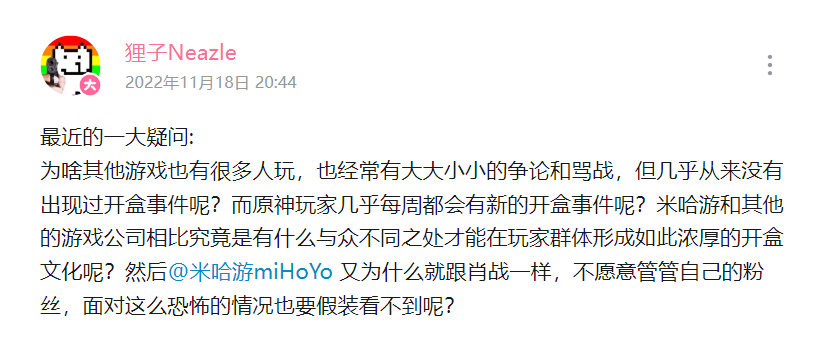 狸子Neazle
大
2022年11月18日 20:44
最近的一大疑问:
为啥其他游戏也有很多人玩，也经常有大大小小的争论和骂战，但几乎从来没有
出现过开盒事件呢？而原神玩家几乎每周都会有新的开盒事件呢？米哈游和其他
的游戏公司相比究竟是有什么与众不同之处才能在玩家群体形成如此浓厚的开盒
文化呢？然后@米哈游miHoYo 又为什么就跟肖战一样，不愿意管管自己的粉
丝，面对这么恐怖的情况也要假装看不到呢？